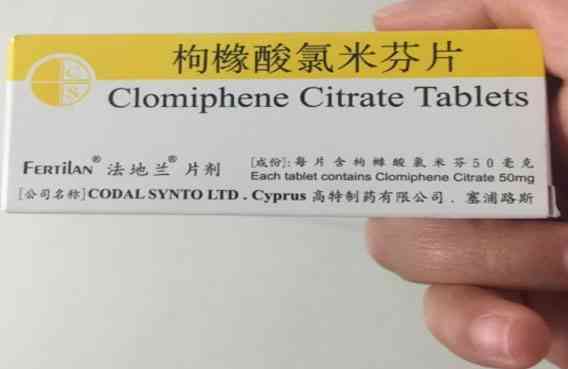 枸橼酸氯米芬片
Clomiphene Citrate Tablets
C
S
FERTILAN® 法地兰® 片剂
[成份]:每片含枸橼酸氯米芬50毫克
Each tablet contains Clomiphene Citrate 50mg
[公司名称]CODAL SYNTO LTD . Cyprus 高特制药有限公司 . 塞浦路斯